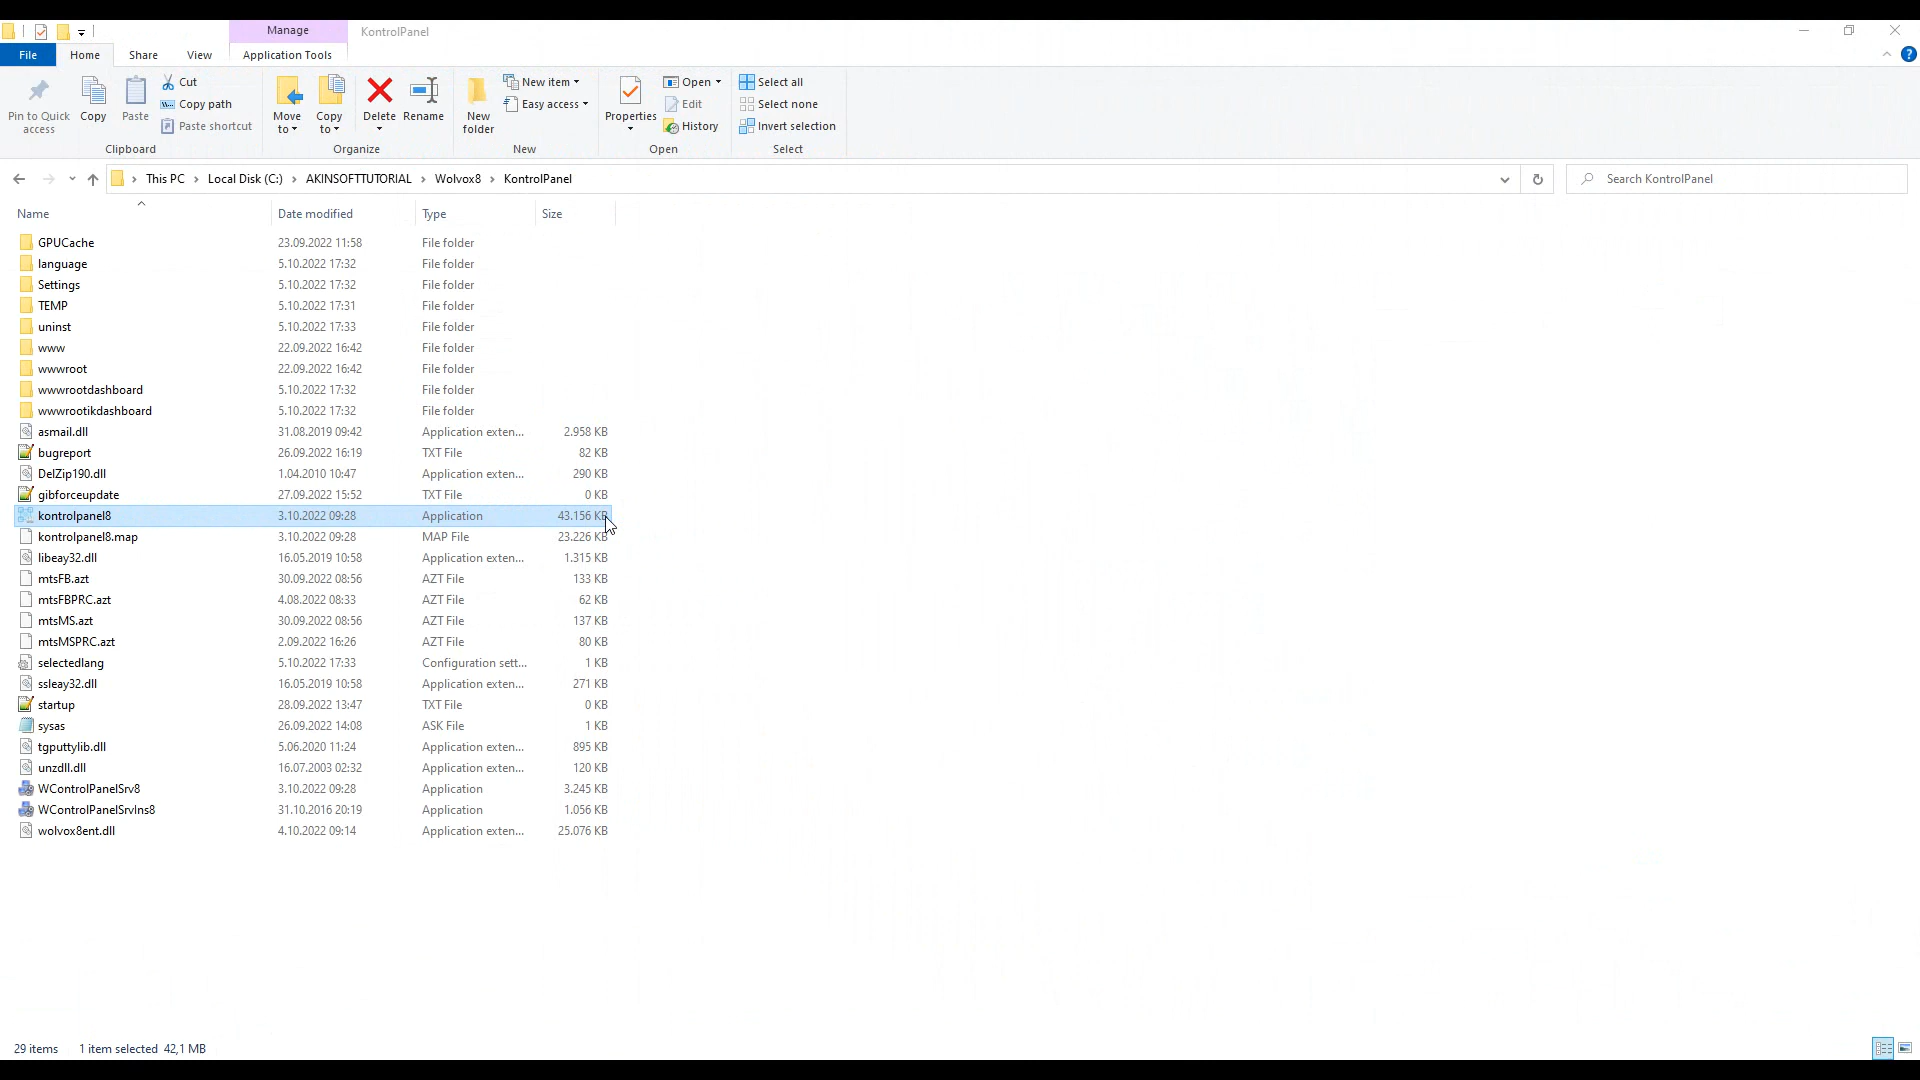 Manage
KontrolPanel
File
Home
Share
View
Application Tools
Pin to Quick access
Copy
Paste
Cut
Copy path
Paste shortcut
Clipboard
Move to
Copy to
Delete
Rename
Organize
New folder
New item
Easy access
New
Properties
Open
Edit
History
Open
Select all
Select none
Invert selection
Select
This PC > Local Disk (C:) > AKINSOFTTUTORIAL > Wolvox8 > KontrolPanel
Search KontrolPanel
Name Date modified Type Size
GPUCache 23.09.2022 11:58 File folder
language 5.10.2022 17:32 File folder
Settings 5.10.2022 17:32 File folder
TEMP 5.10.2022 17:31 File folder
uninst 5.10.2022 17:33 File folder
www 22.09.2022 16:42 File folder
wwwroot 22.09.2022 16:42 File folder
wwwrootdashboard 5.10.2022 17:32 File folder
wwwrootikdashboard 5.10.2022 17:32 File folder
asmail.dll 31.08.2019 09:42 Application exten... 2.958 KB
bugreport 26.09.2022 16:19 TXT File 82 KB
DelZip190.dll 1.04.2010 10:47 Application exten... 290 KB
gibforceupdate 27.09.2022 15:52 TXT File 0 KB
kontrolpanel8 3.10.2022 09:28 Application 43.156 KB
kontrolpanel8.map 3.10.2022 09:28 MAP File 23.226 KB
libeay32.dll 16.05.2019 10:58 Application exten... 1.315 KB
mtsFB.azt 30.09.2022 08:56 AZT File 133 KB
mtsFBPRC.azt 4.08.2022 08:33 AZT File 62 KB
mtsMS.azt 30.09.2022 08:56 AZT File 137 KB
mtsMSPRC.azt 2.09.2022 16:26 AZT File 80 KB
selectedlang 5.10.2022 17:33 Configuration sett... 1 KB
ssleay32.dll 16.05.2019 10:58 Application exten... 271 KB
startup 28.09.2022 13:47 TXT File 0 KB
sysas 26.09.2022 14:08 ASK File 1 KB
tgputtylib.dll 5.06.2020 11:24 Application exten... 895 KB
unzdll.dll 16.07.2003 02:32 Application exten... 120 KB
WControlPanelSrv8 3.10.2022 09:28 Application 3.245 KB
WControlPanelSrvIns8 31.10.2016 20:19 Application 1.056 KB
wolvox8ent.dll 4.10.2022 09:14 Application exten... 25.076 KB
29 items 1 item selected 42,1 MB